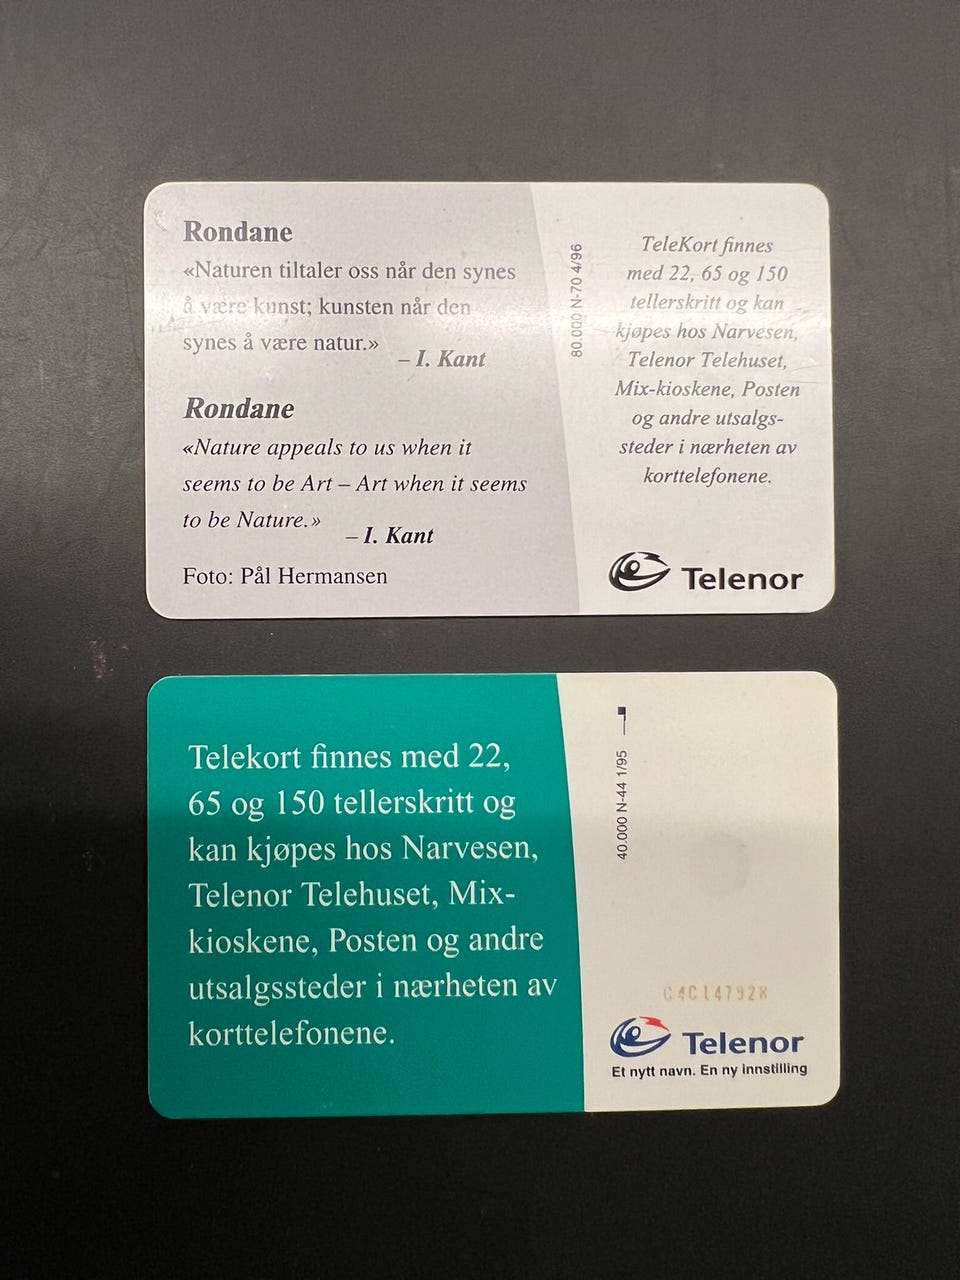 Rondane
«Naturen tiltaler oss når den synes
å være kunst; kunsten når den
synes å være natur.»
– I. Kant
Rondane
«Nature appeals to us when it
seems to be Art – Art when it seems
to be Nature.»
– I. Kant
Foto: Pål Hermansen
80.000 N-70 4/96
TeleKort finnes
med 22, 65 og 150
tellerskritt og kan
kjøpes hos Narvesen,
Telenor Telehuset,
Mix-kioskene, Posten
og andre utsalgs-
steder i nærheten av
korttelefonene.
Telenor
Telekort finnes med 22,
65 og 150 tellerskritt og
kan kjøpes hos Narvesen,
Telenor Telehuset, Mix-
kioskene, Posten og andre
utsalgssteder i nærheten av
korttelefonene.
40.000 N-44 1/95
Telenor
Et nytt navn. En ny innstilling